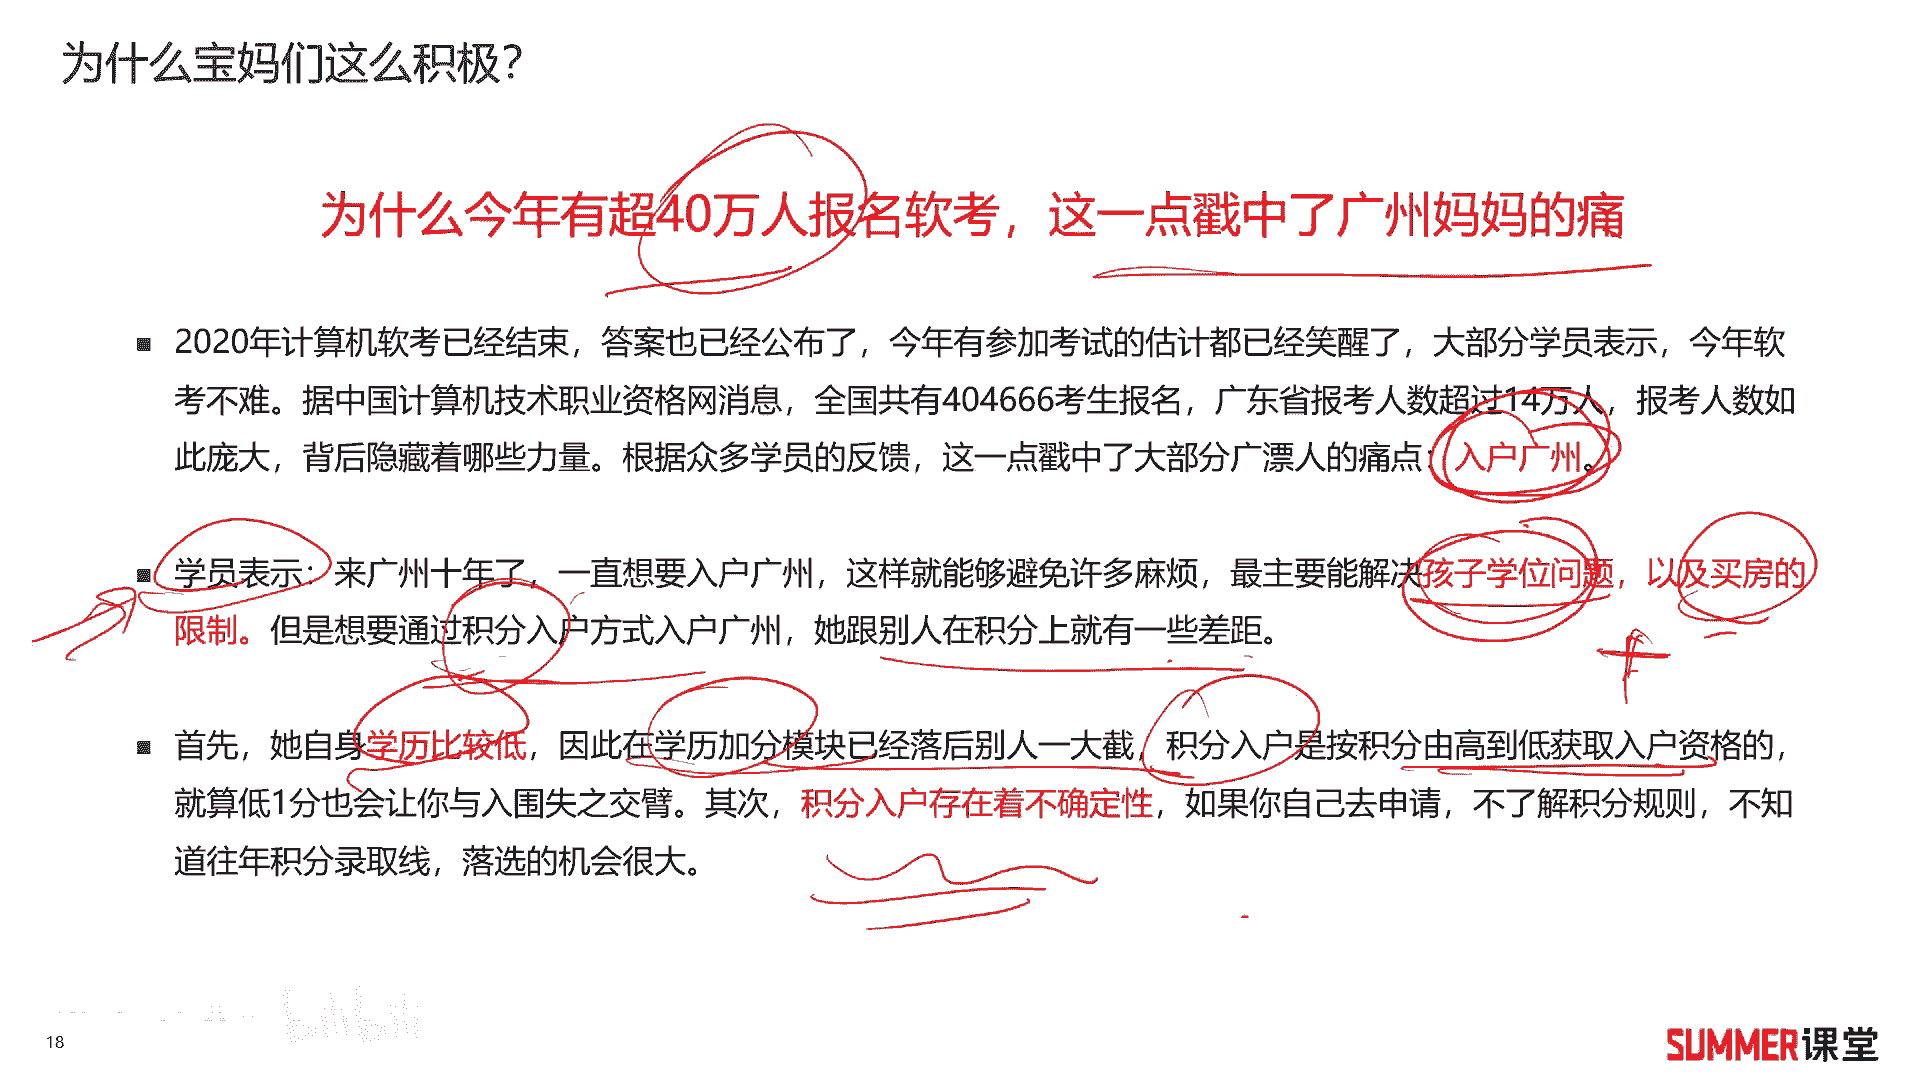 为什么宝妈们这么积极？
为什么今年有超40万人报名软考，这一点戳中了广州妈妈的痛
2020年计算机软考已经结束，答案也已经公布了，今年有参加考试的估计都已经笑醒了，大部分学员表示，今年软
考不难。据中国计算机技术职业资格网消息，全国共有404666考生报名，广东省报考人数超过14万人，报考人数如
此庞大，背后隐藏着哪些力量。根据众多学员的反馈，这一点戳中了大部分广漂人的痛点：入户广州。
学员表示：来广州十年了，一直想要入户广州，这样就能够避免许多麻烦，最主要能解决孩子学位问题，以及买房的
限制。但是想要通过积分入户方式入户广州，她跟别人在积分上就有一些差距。
首先，她自身学历比较低，因此在学历加分模块已经落后别人一大截，积分入户是按积分由高到低获取入户资格的，
就算低1分也会让你与入围失之交臂。其次，积分入户存在着不确定性，如果你自己去申请，不了解积分规则，不知
道往年积分录取线，落选的机会很大。
18
SUMMER课堂